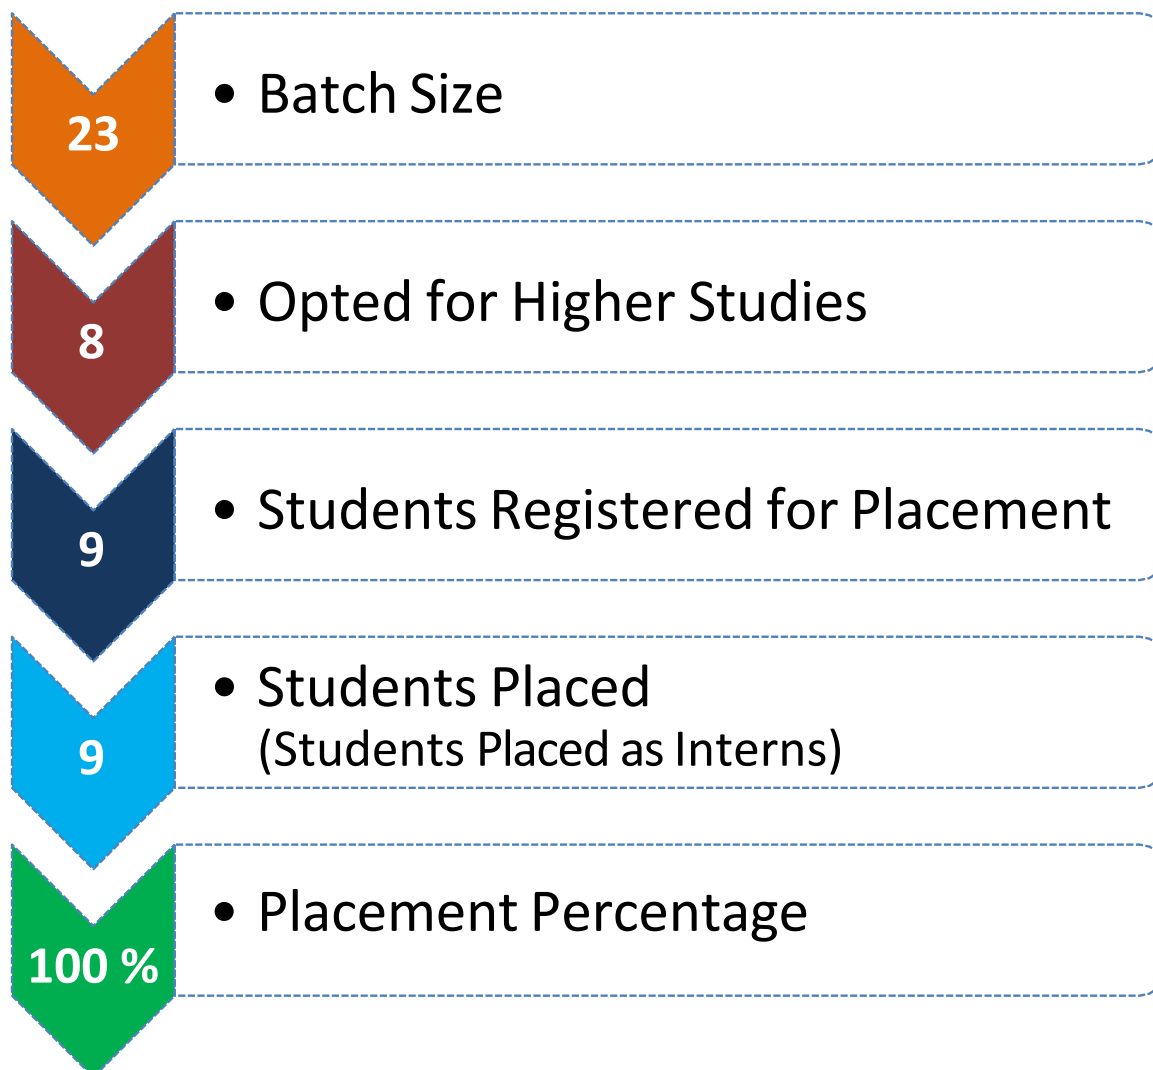 23
• Batch Size
8
• Opted for Higher Studies
9
• Students Registered for Placement
9
• Students Placed
(Students Placed as Interns)
100 %
• Placement Percentage